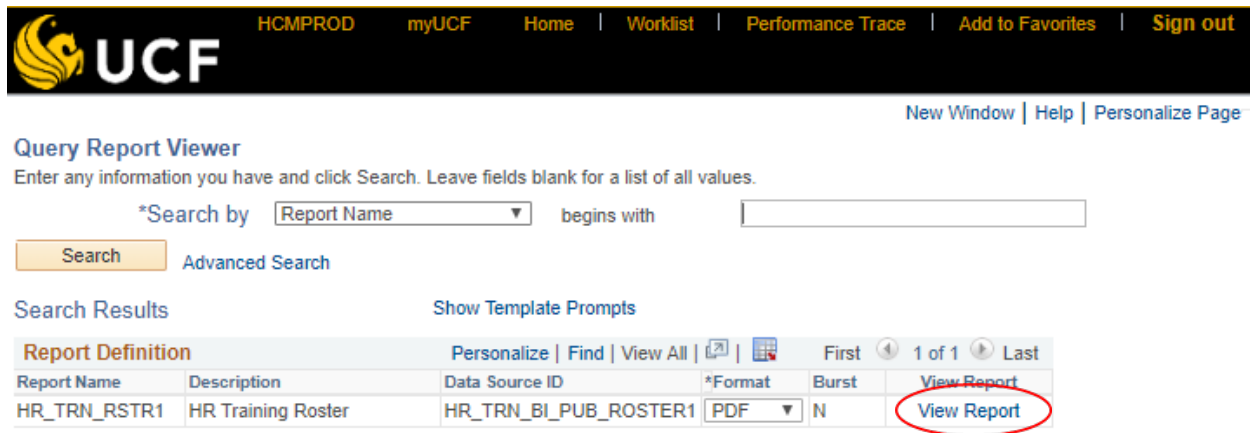 HCMPROD myUCF Home | Worklist | Performance Trace | Add to Favorites | Sign out
UCF
New Window | Help | Personalize Page
Query Report Viewer
Enter any information you have and click Search. Leave fields blank for a list of all values.
*Search by Report Name begins with
Search Advanced Search
Search Results Show Template Prompts
Report Definition Personalize | Find | View All | | First 1 of 1 Last
Report Name Description Data Source ID *Format Burst View Report
HR_TRN_RSTR1 HR Training Roster HR_TRN_BI_PUB_ROSTER1 PDF N View Report